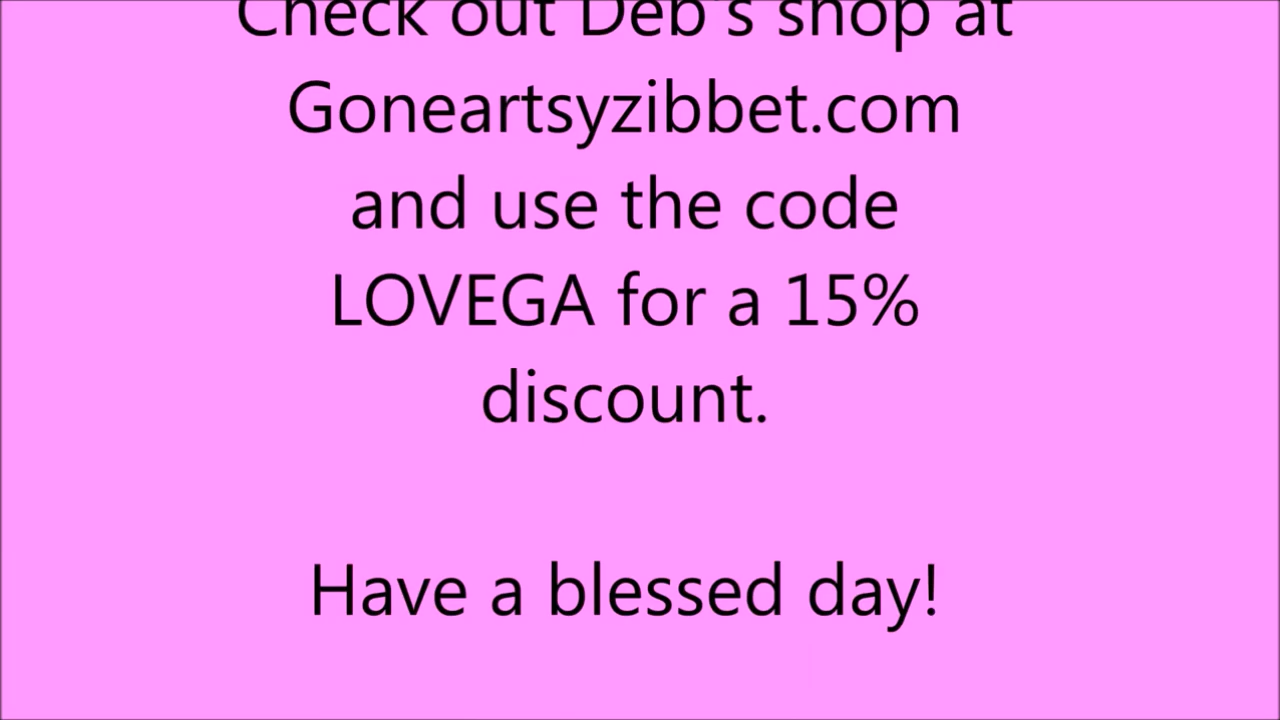 Check out Deb's shop at
Goneartsyzibbet.com
and use the code
LOVEGA for a 15%
discount.
Have a blessed day!